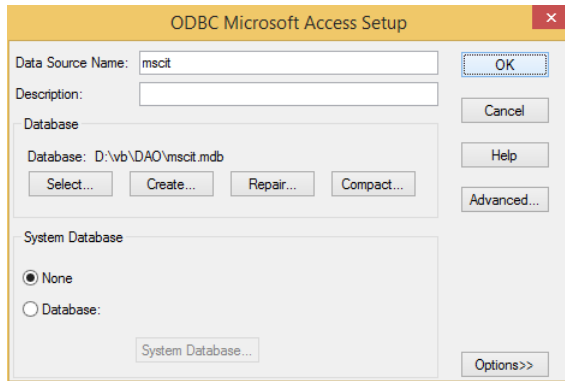 ODBC Microsoft Access Setup
Data Source Name: mscit
OK
Description:
Cancel
Database
Database: D:\vb\DAO\mscit.mdb
Help
Select... Create... Repair... Compact...
Advanced...
System Database
None
Database:
System Database...
Options>>